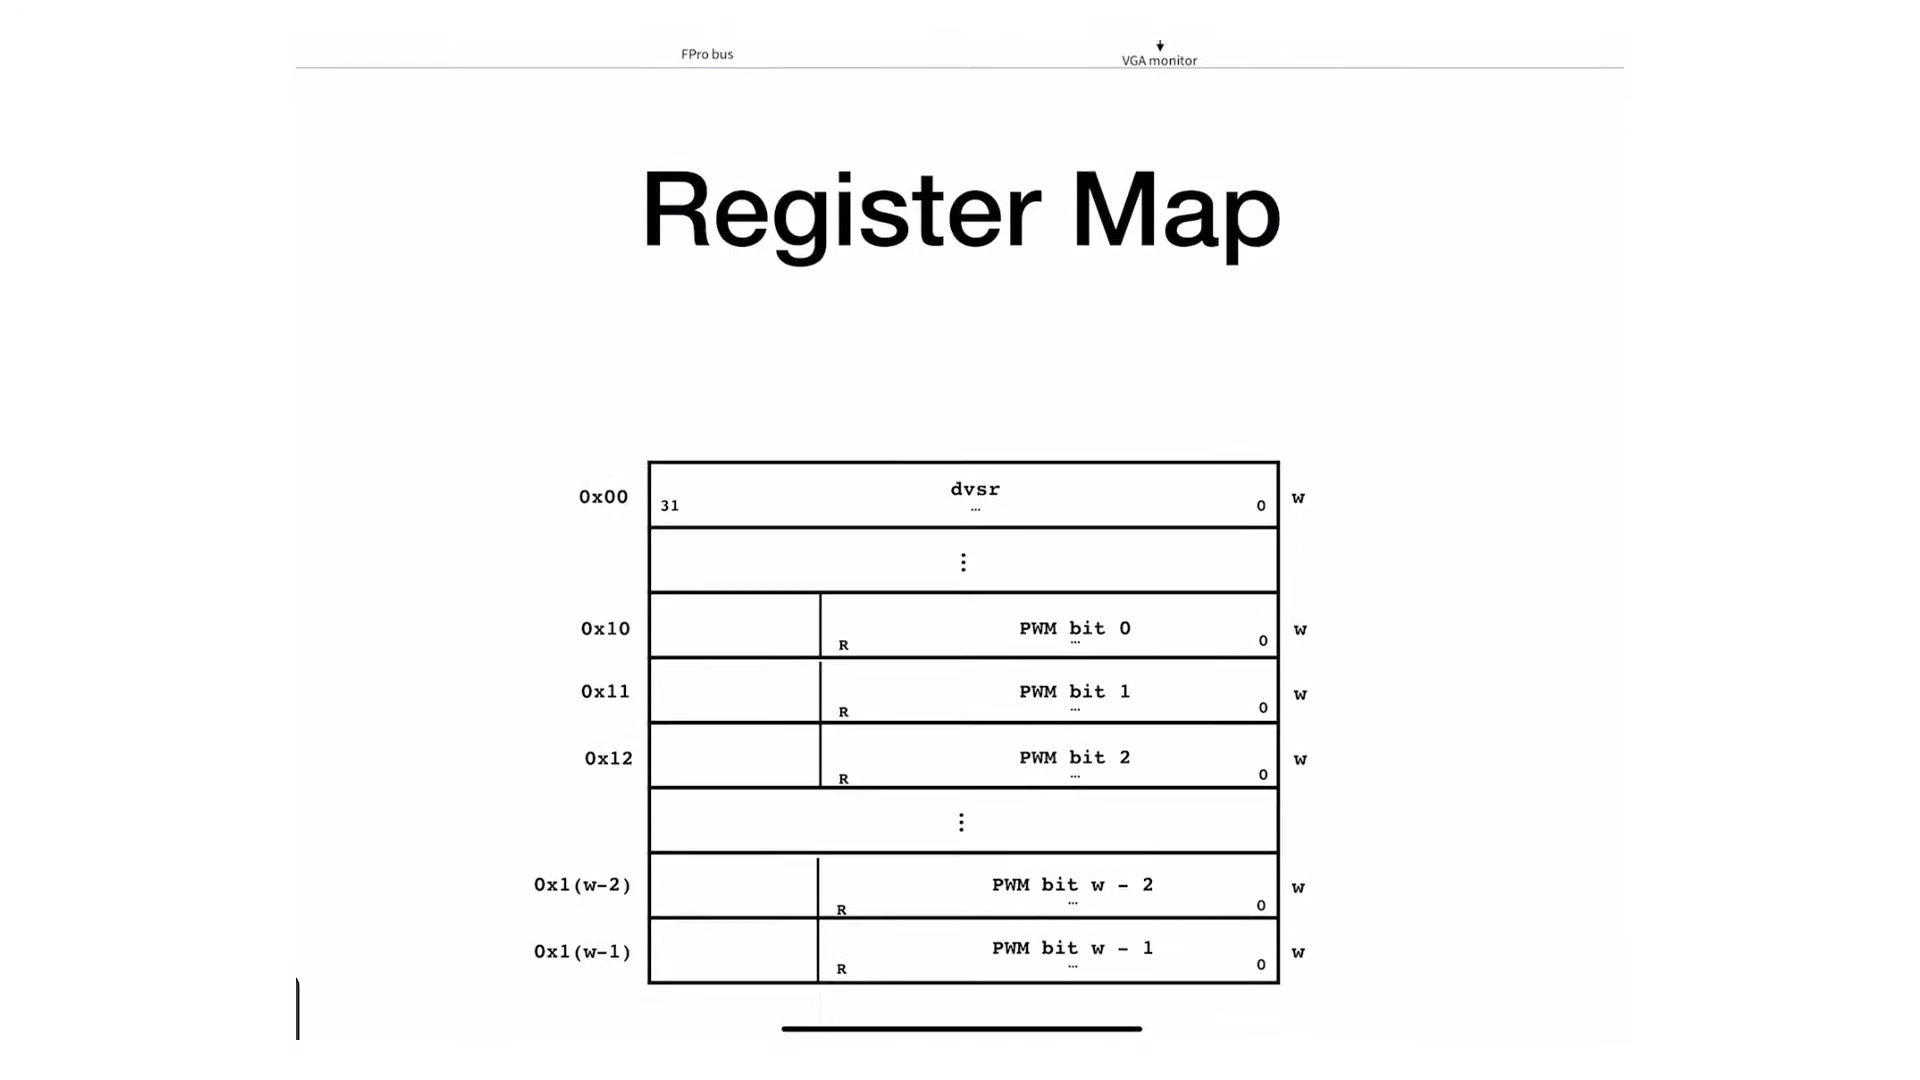 FPro bus
VGA monitor
Register Map
0x00 31 dvsr ... 0 w
⋮
0x10 R PWM bit 0 ... 0 w
0x11 R PWM bit 1 ... 0 w
0x12 R PWM bit 2 ... 0 w
⋮
0x1(w-2) R PWM bit w - 2 ... 0 w
0x1(w-1) R PWM bit w - 1 ... 0 w